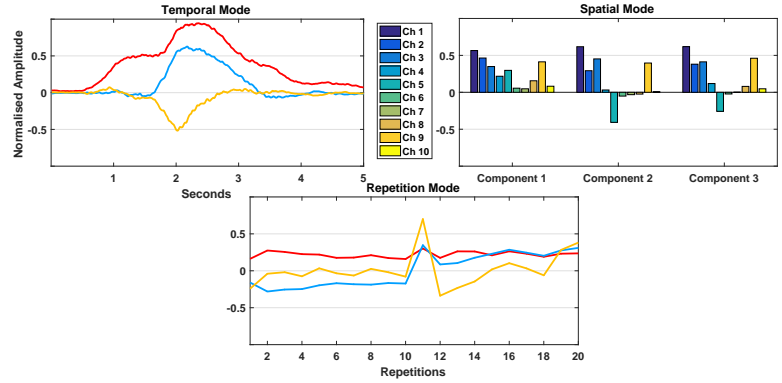 Temporal Mode
Normalised Amplitude
0.5
0
-0.5
1 2 3 4 5
Seconds
Ch 1
Ch 2
Ch 3
Ch 4
Ch 5
Ch 6
Ch 7
Ch 8
Ch 9
Ch 10
Spatial Mode
0.5
0
-0.5
Component 1 Component 2 Component 3
Repetition Mode
0.5
0
-0.5
2 4 6 8 10 12 14 16 18 20
Repetitions